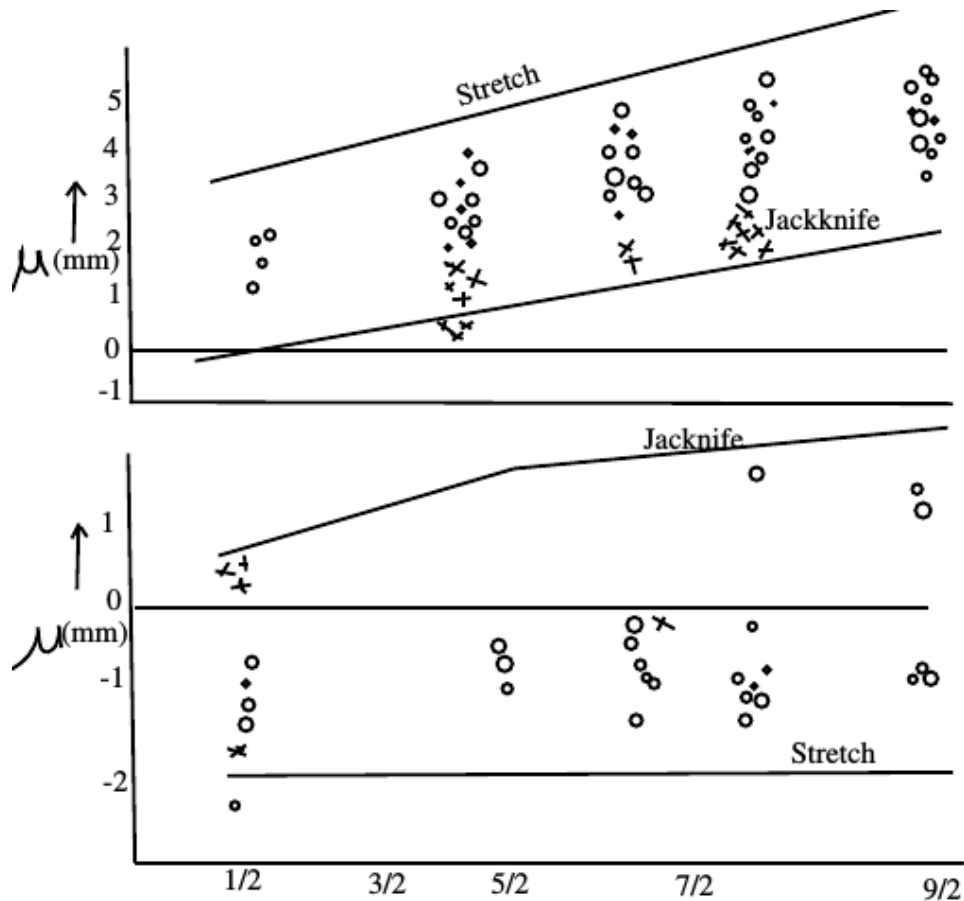 Stretch
5
4
3
2
1
0
-1
μ(mm)
Jackknife
Jacknife
1
0
μ(mm)
-1
-2
Stretch
1/2 3/2 5/2 7/2 9/2